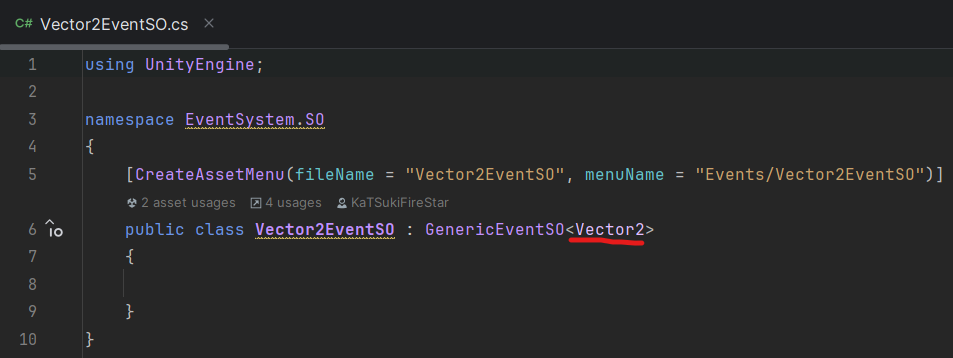 C# Vector2EventSO.cs ×
1 using UnityEngine;
2
3 namespace EventSystem.SO
4 {
5 [CreateAssetMenu(fileName = "Vector2EventSO", menuName = "Events/Vector2EventSO")]
2 asset usages 4 usages KaTSukiFireStar
6 public class Vector2EventSO : GenericEventSO<Vector2>
7 {
8
9 }
10 }